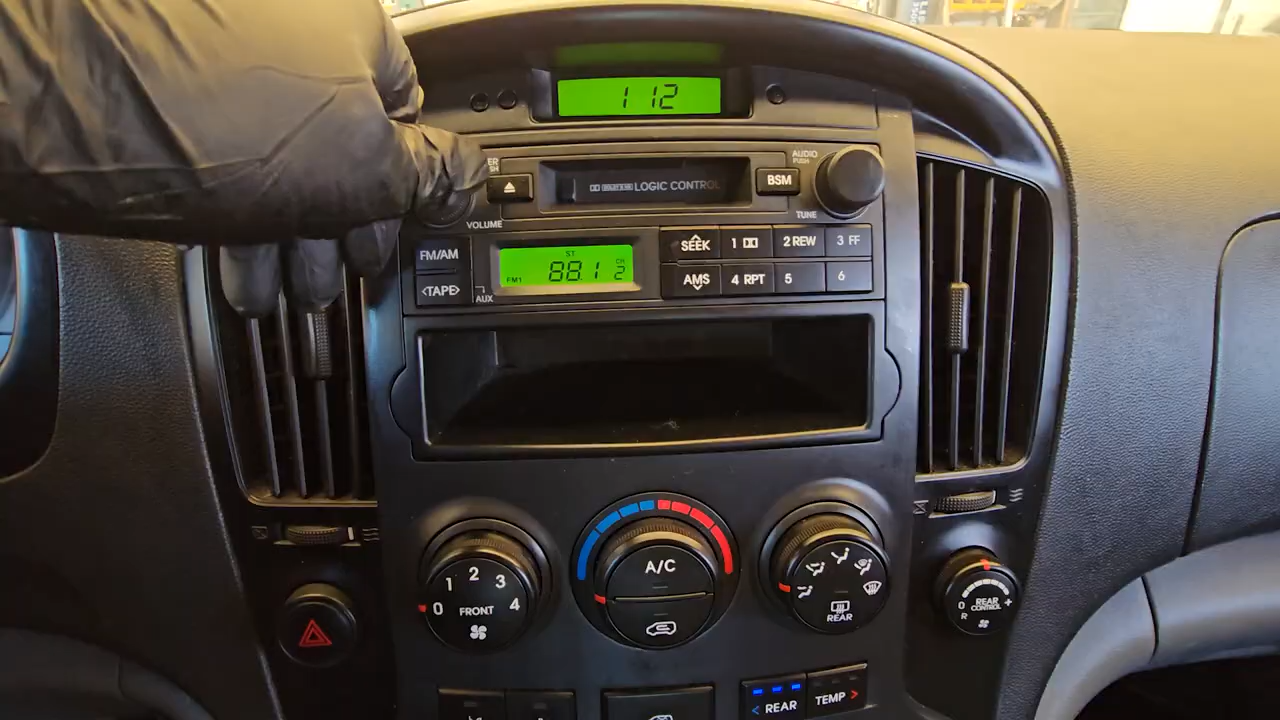 1 12
AUDIO
PUSH
LOGIC CONTROL
BSM
VOLUME
TUNE
FM/AM
<TAPE>
AUX
ST
FM1
88.1
CH
2
SEEK
1
2 REW
3 FF
AMS
4 RPT
5
6
0 1 2 3 4
FRONT
A/C
REAR
0
R
REAR
CONTROL
+
< REAR
TEMP >